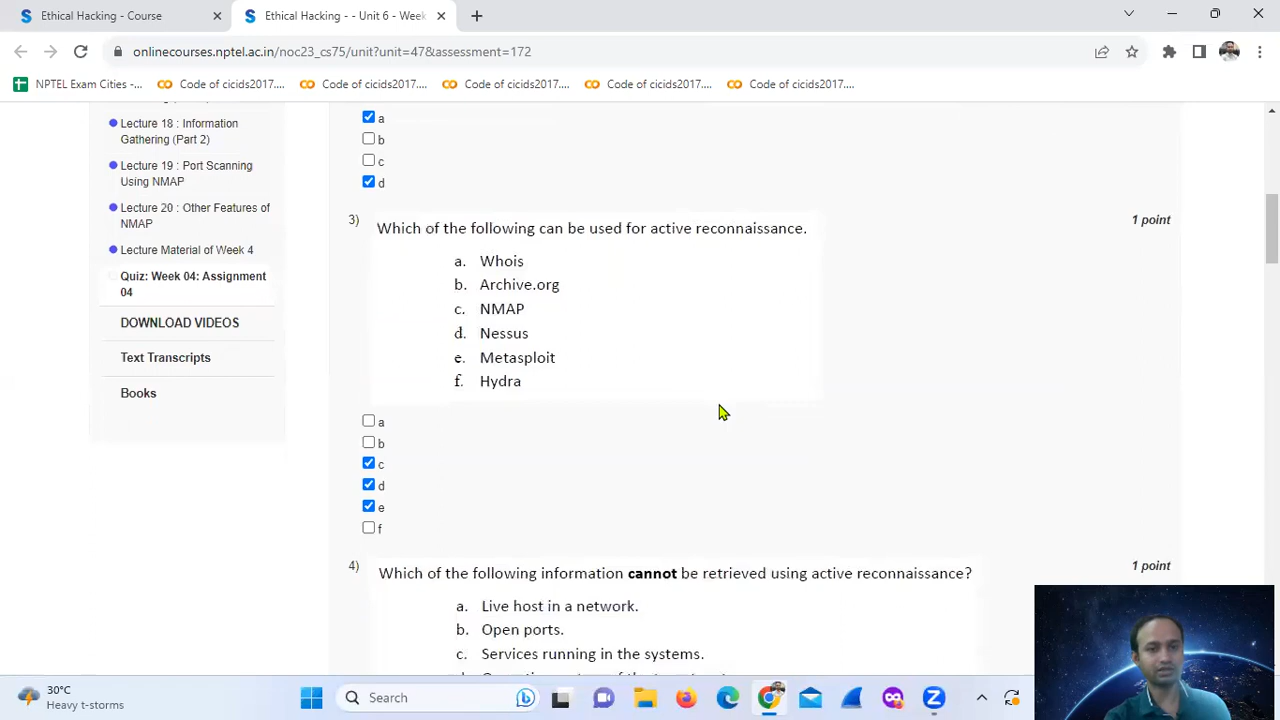 Ethical Hacking - Course
Ethical Hacking - - Unit 6 - Week
onlinecourses.nptel.ac.in/noc23_cs75/unit?unit=47&assessment=172
NPTEL Exam Cities -...
Code of cicids2017....
Code of cicids2017....
Code of cicids2017....
Code of cicids2017....
Code of cicids2017....
Lecture 18 : Information
Gathering (Part 2)
Lecture 19 : Port Scanning
Using NMAP
Lecture 20 : Other Features of
NMAP
Lecture Material of Week 4
Quiz: Week 04: Assignment
04
DOWNLOAD VIDEOS
Text Transcripts
Books
a
b
c
d
3) Which of the following can be used for active reconnaissance. 1 point
a. Whois
b. Archive.org
c. NMAP
d. Nessus
e. Metasploit
f. Hydra
a
b
c
d
e
f
4) Which of the following information cannot be retrieved using active reconnaissance? 1 point
a. Live host in a network.
b. Open ports.
c. Services running in the systems.
30°C
Heavy t-storms
Search